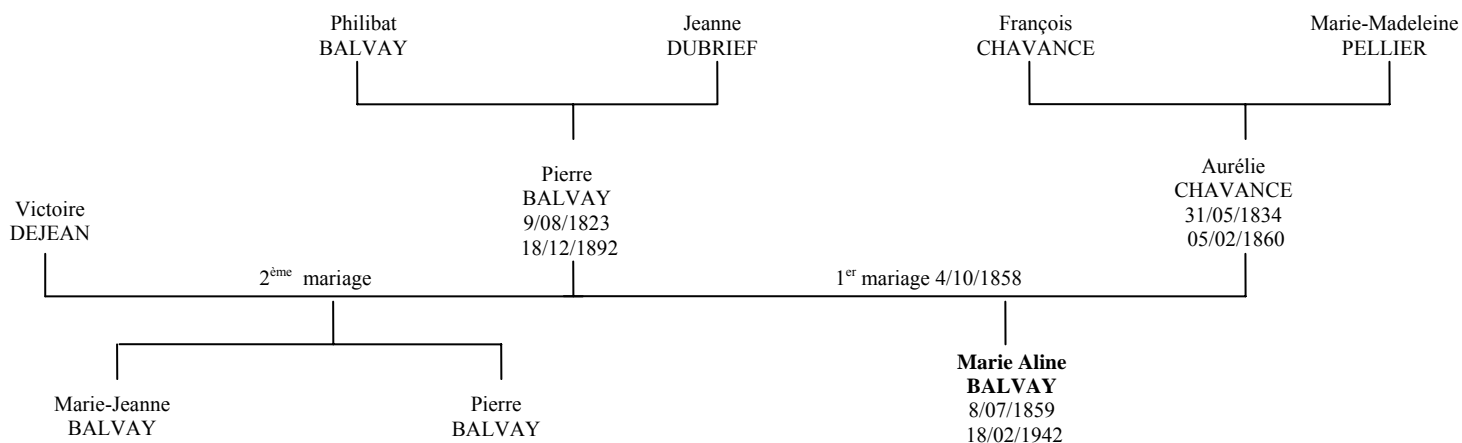 Philibat
BALVAY
Jeanne
DUBRIEF
François
CHAVANCE
Marie-Madeleine
PELLIER
Pierre
BALVAY
9/08/1823
18/12/1892
Aurélie
CHAVANCE
31/05/1834
05/02/1860
Victoire
DEJEAN
2ème mariage
1er mariage 4/10/1858
Marie-Jeanne
BALVAY
Pierre
BALVAY
Marie Aline
BALVAY
8/07/1859
18/02/1942